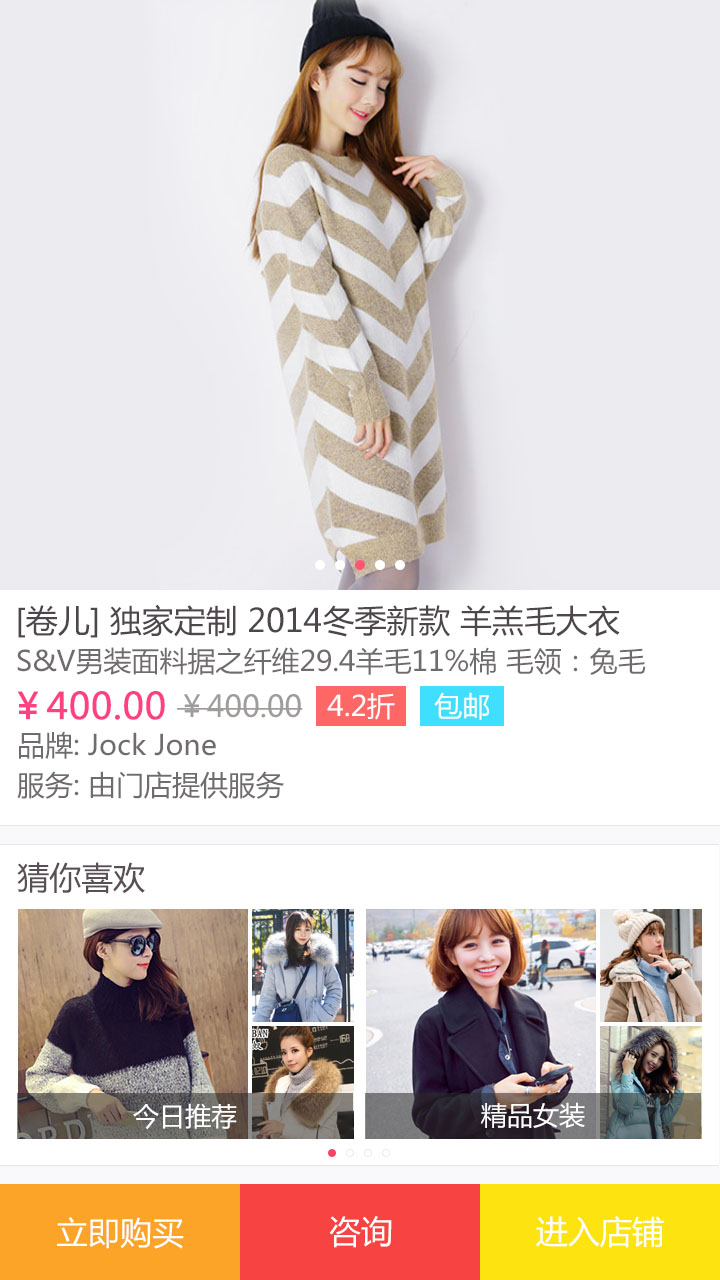 [卷儿] 独家定制 2014冬季新款 羊羔毛大衣
S&V男装面料据之纤维29.4羊毛11%棉 毛领：兔毛
¥400.00 ¥400.00 4.2折 包邮
品牌: Jock Jone
服务: 由门店提供服务
猜你喜欢
今日推荐 精品女装
立即购买 咨询 进入店铺